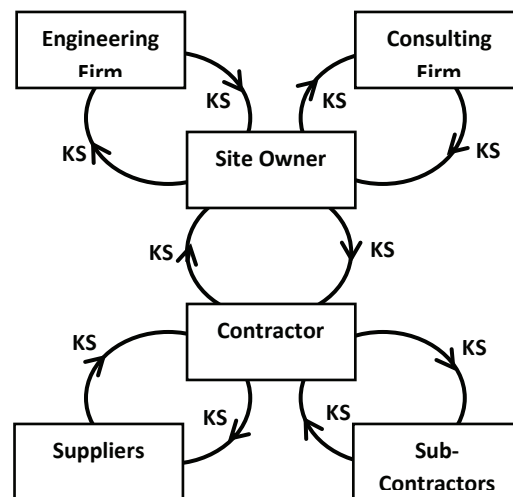 Engineering
Firm
Consulting
Firm
KS
KS
KS
KS
Site Owner
KS
KS
Contractor
KS
KS
KS
KS
Suppliers
Sub-
Contractors